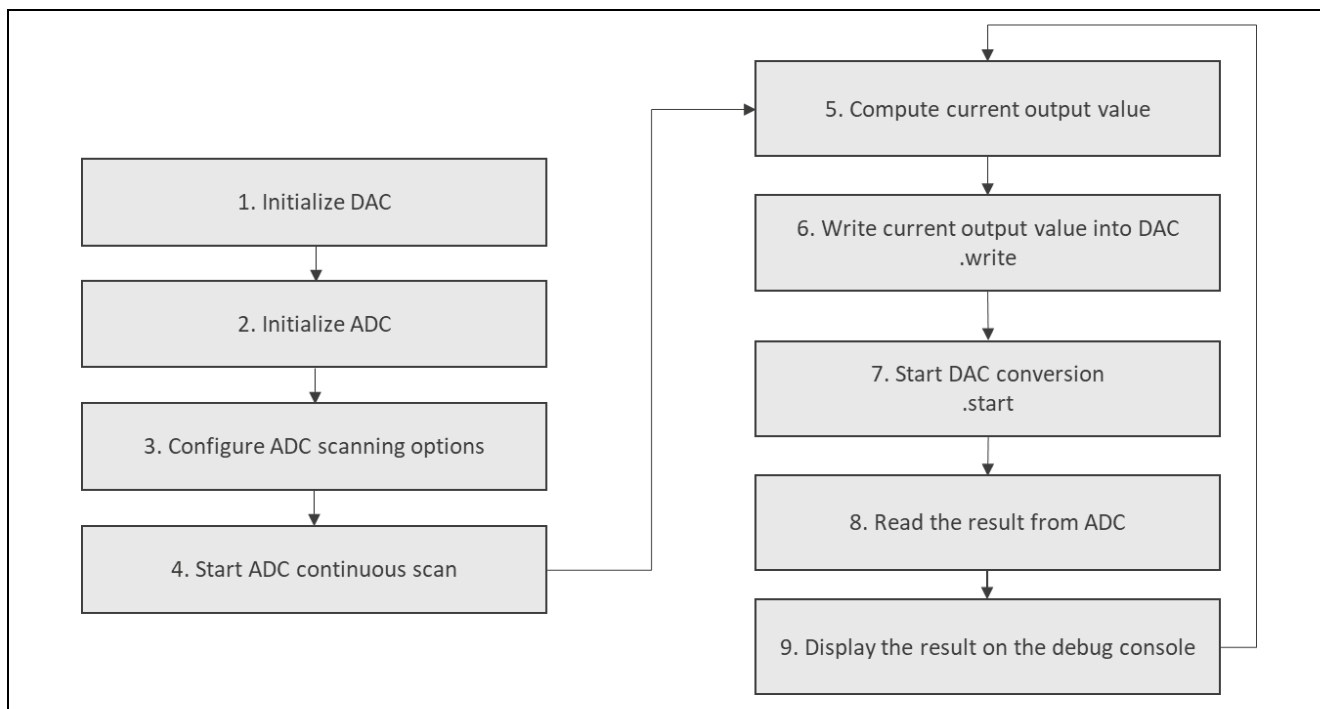 1. Initialize DAC
2. Initialize ADC
3. Configure ADC scanning options
4. Start ADC continuous scan
5. Compute current output value
6. Write current output value into DAC
.write
7. Start DAC conversion
.start
8. Read the result from ADC
9. Display the result on the debug console